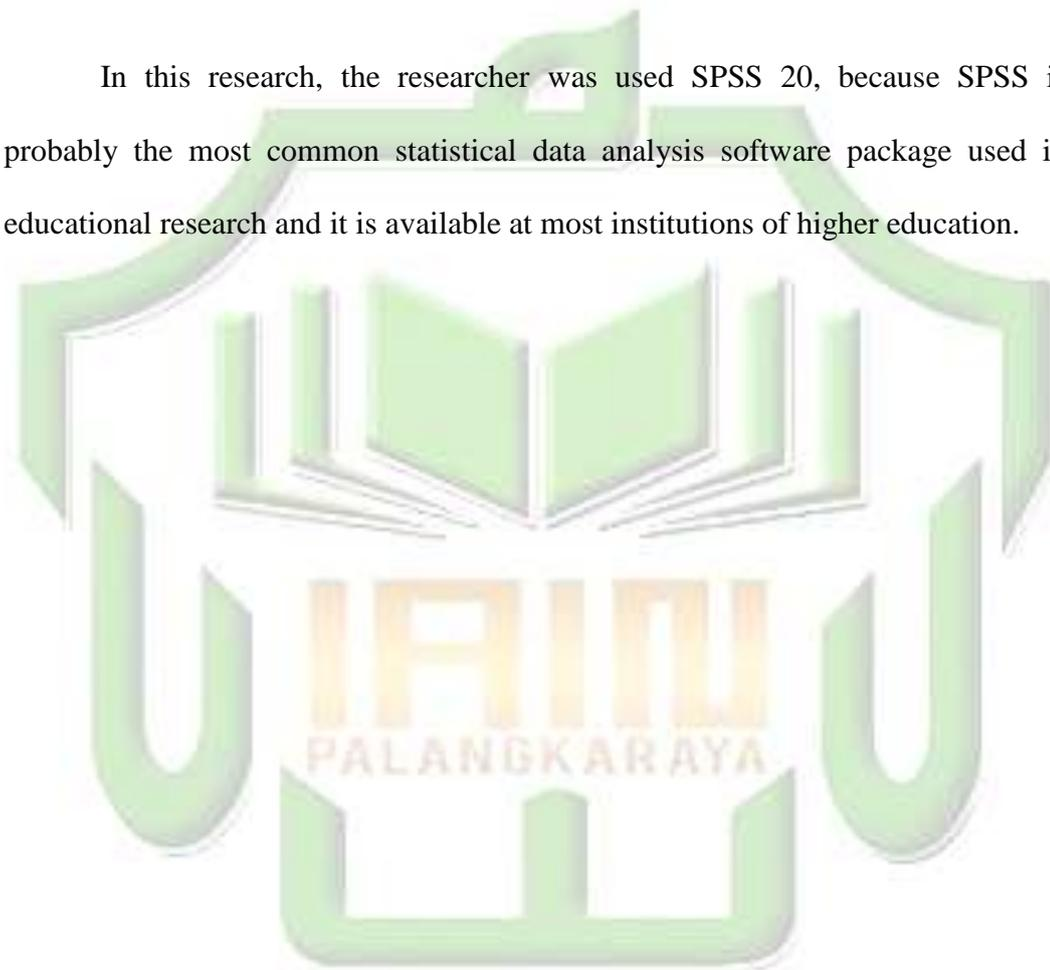 In this research, the researcher was used SPSS 20, because SPSS i
probably the most common statistical data analysis software package used i
educational research and it is available at most institutions of higher education.
IAIN
PALANGKARAYA